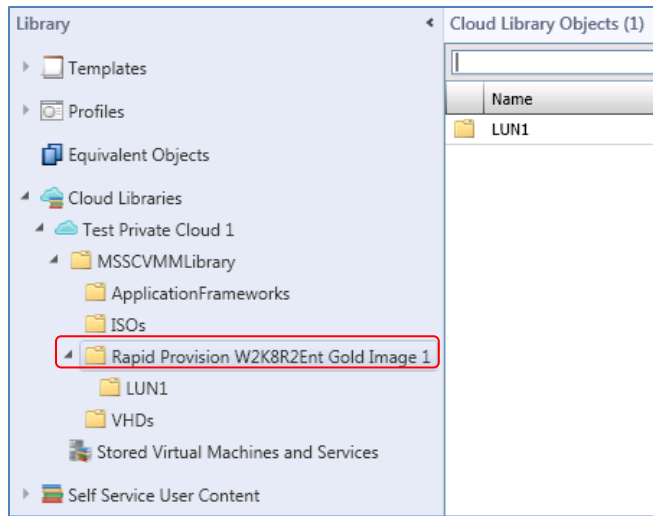 Library
Templates
Profiles
Equivalent Objects
Cloud Libraries
Test Private Cloud 1
MSSCVMMLibrary
ApplicationFrameworks
ISOs
Rapid Provision W2K8R2Ent Gold Image 1
LUN1
VHDs
Stored Virtual Machines and Services
Self Service User Content
Cloud Library Objects (1)
Name
LUN1